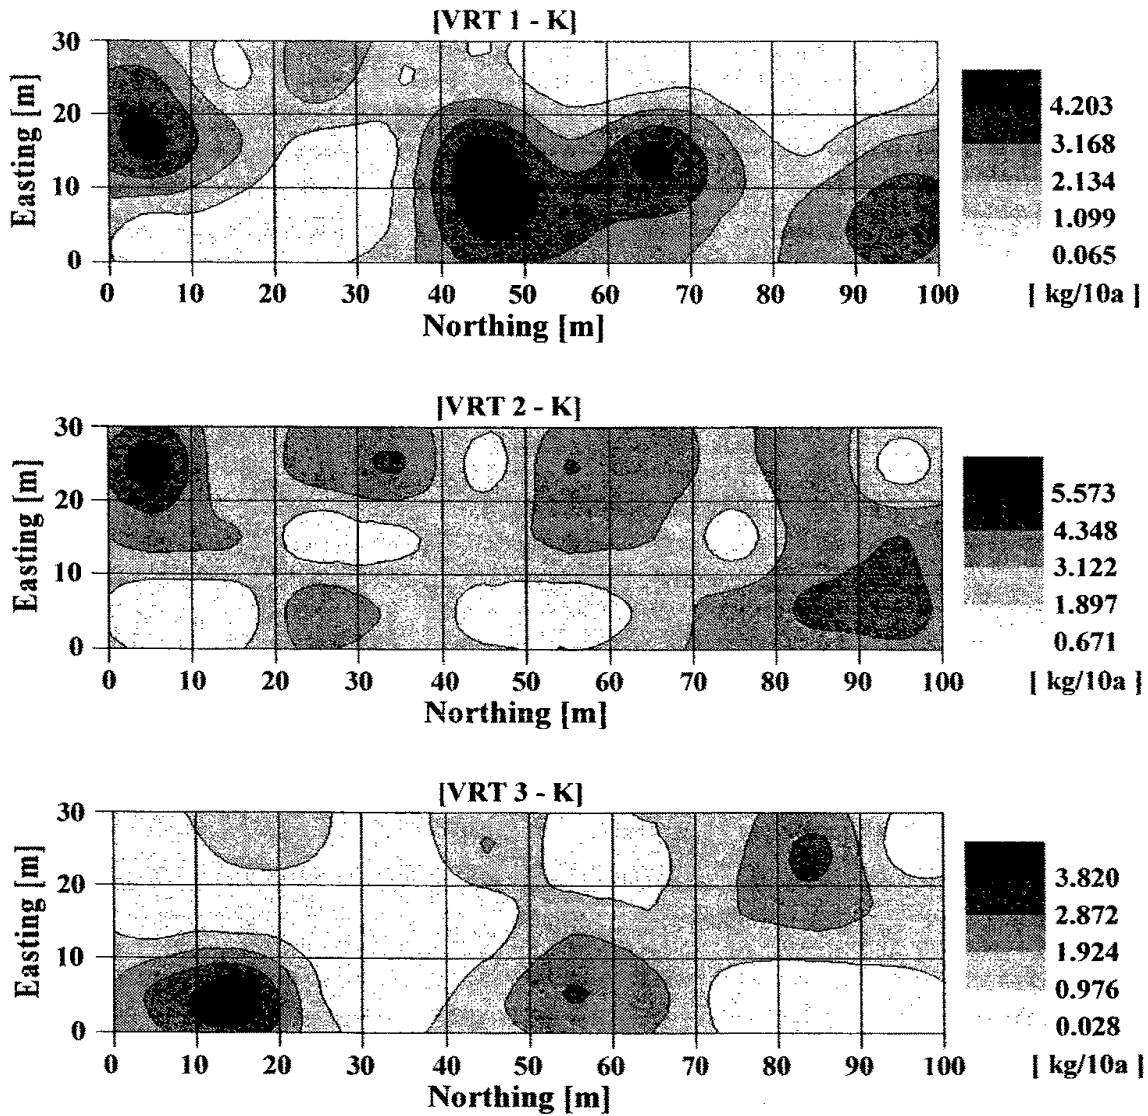 [VRT 1 - K]
30
20
10
0
Easting [m]
0 10 20 30 40 50 60 70 80 90 100
Northing [m]
4.203
3.168
2.134
1.099
0.065
[ kg/10a ]
[VRT 2 - K]
30
20
10
0
Easting [m]
0 10 20 30 40 50 60 70 80 90 100
Northing [m]
5.573
4.348
3.122
1.897
0.671
[ kg/10a ]
[VRT 3 - K]
30
20
10
0
Easting [m]
0 10 20 30 40 50 60 70 80 90 100
Northing [m]
3.820
2.872
1.924
0.976
0.028
[ kg/10a ]